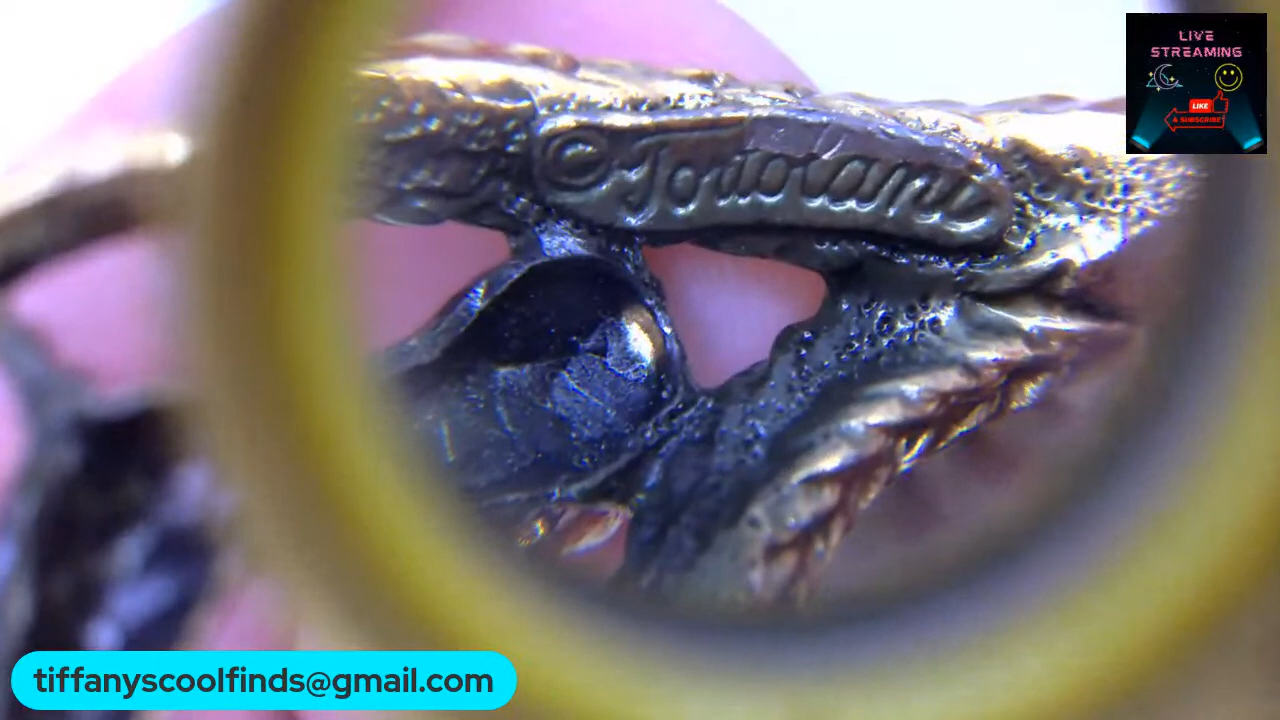 LIVE
STREAMING
LIKE
& SUBSCRIBE
© Tortolani
tiffanyscoolfinds@gmail.com